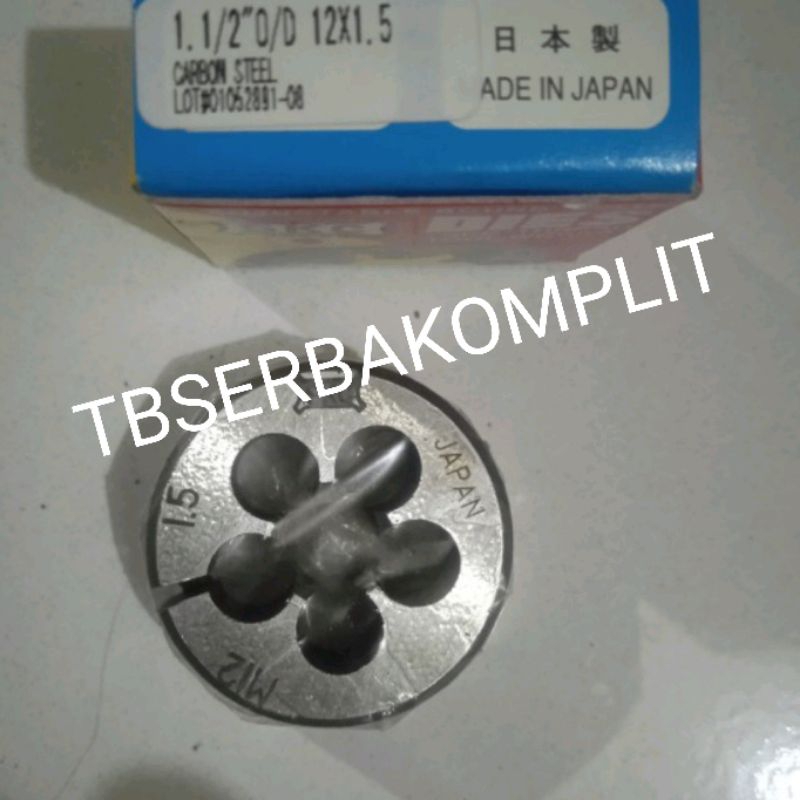 1.1/2"O/D 12X1.5
CARBON STEEL
LOT#01052891-08
日本製
ADE IN JAPAN
DIES
TBSERBAKOMPLIT
JAPAN
1.5
M12